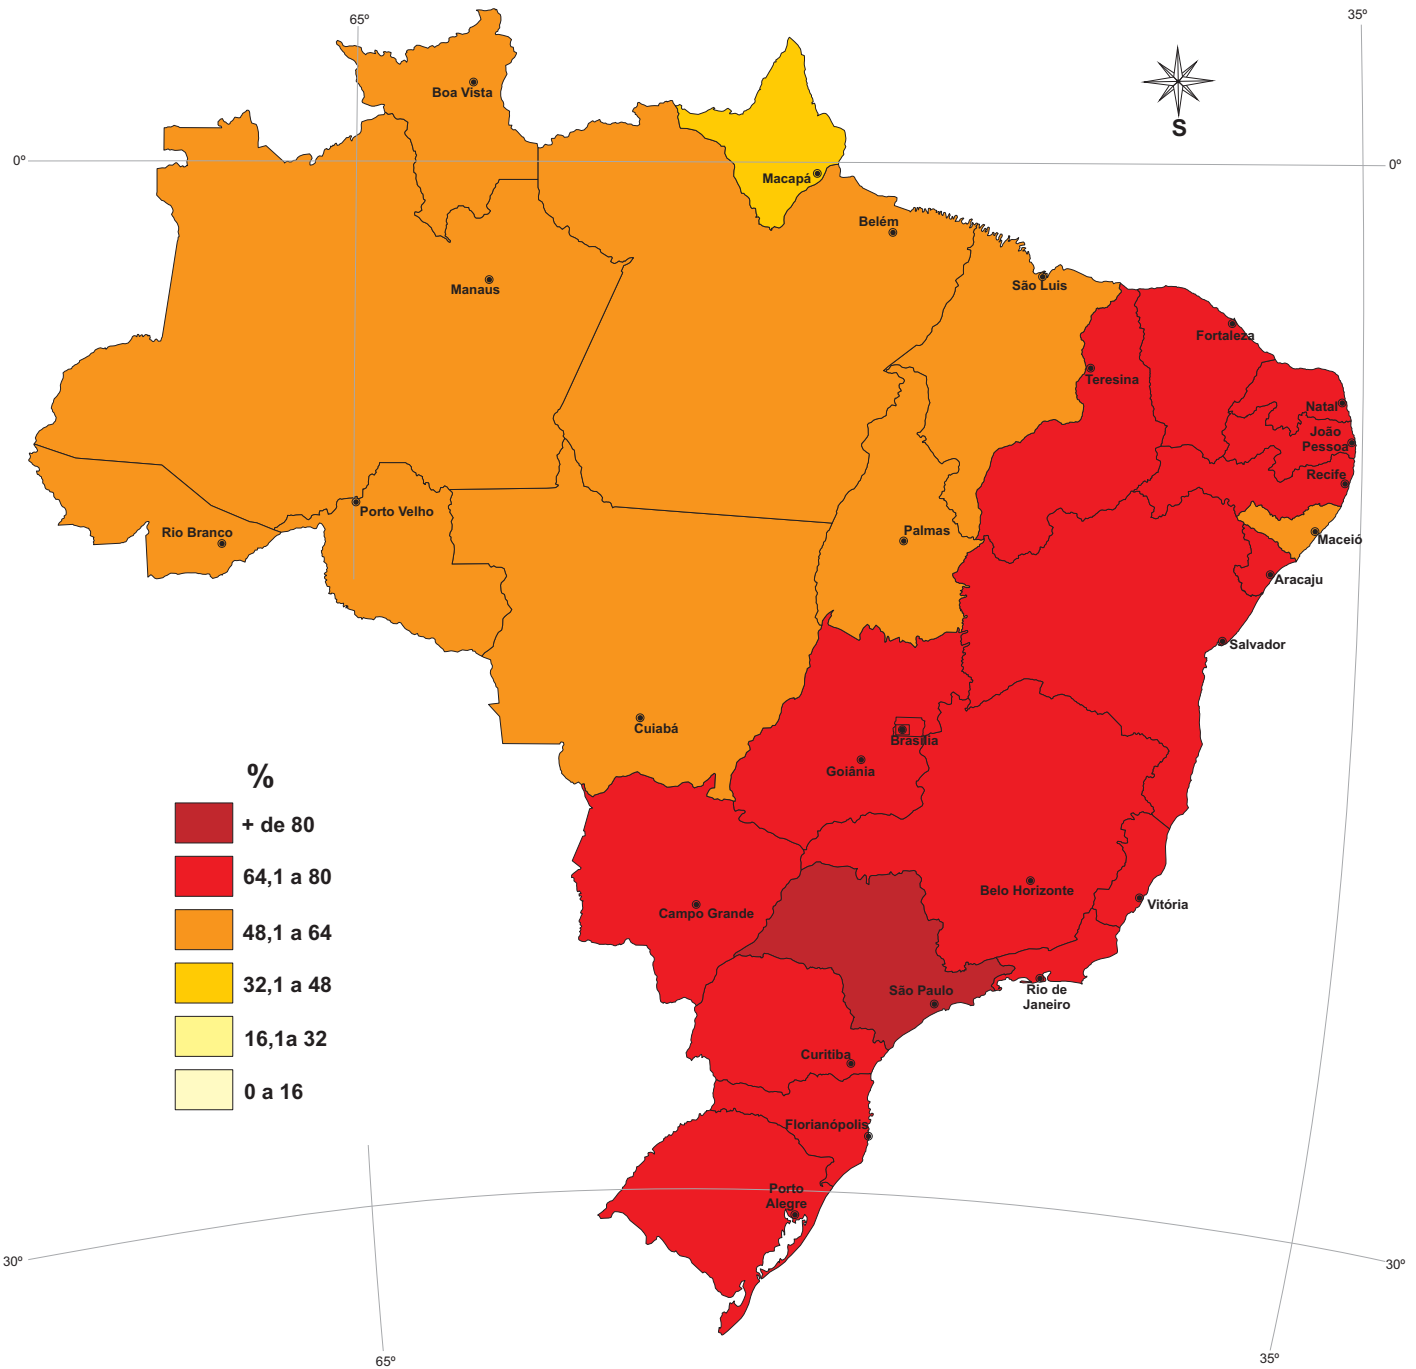 65º
35º
Boa Vista
S
0º
0º
Macapá
Belém
Manaus
São Luis
Fortaleza
Teresina
Natal
João
Pessoa
Recife
Porto Velho
Rio Branco
Palmas
Maceió
Aracaju
Salvador
Cuiabá
Brasília
Goiânia
%
+ de 80
64,1 a 80
48,1 a 64
32,1 a 48
16,1a 32
0 a 16
Belo Horizonte
Campo Grande
Vitória
São Paulo
Rio de
Janeiro
Curitiba
Florianópolis
Porto
Alegre
30º
30º
65º
35º